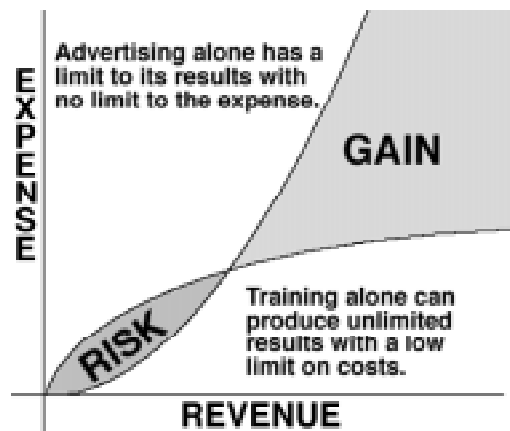 Advertising alone has a
limit to its results with
no limit to the expense.
EXPENSE
GAIN
RISK
Training alone can
produce unlimited
results with a low
limit on costs.
REVENUE